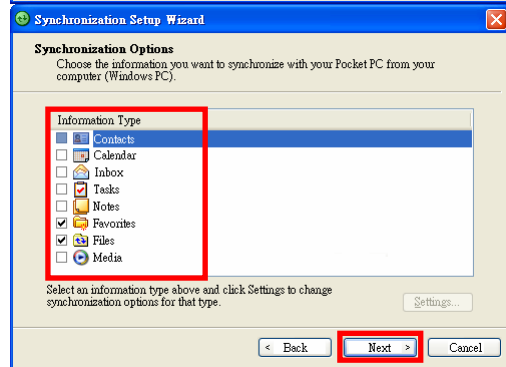 Synchronization Setup Wizard
Synchronization Options
Choose the information you want to synchronize with your Pocket PC from your
computer (Windows PC).
Information Type
Contacts
Calendar
Inbox
Tasks
Notes
Favorites
Files
Media
Select an information type above and click Settings to change
synchronization options for that type.
Settings...
< Back
Next >
Cancel